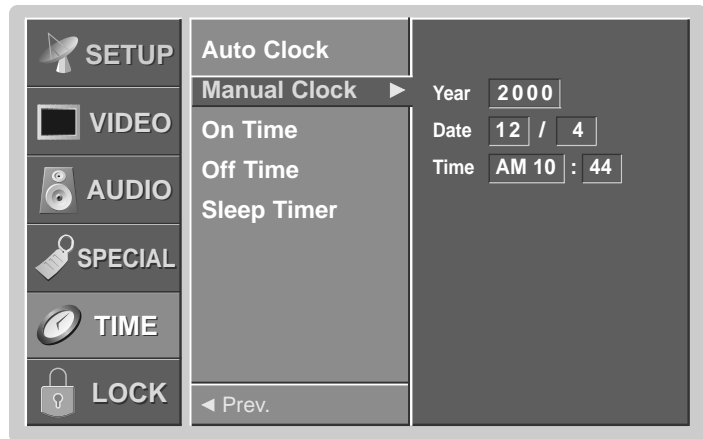 SETUP
VIDEO
AUDIO
SPECIAL
TIME
LOCK
Auto Clock
Manual Clock ►
On Time
Off Time
Sleep Timer
◄ Prev.
Year 2000
Date 12 / 4
Time AM 10 : 44